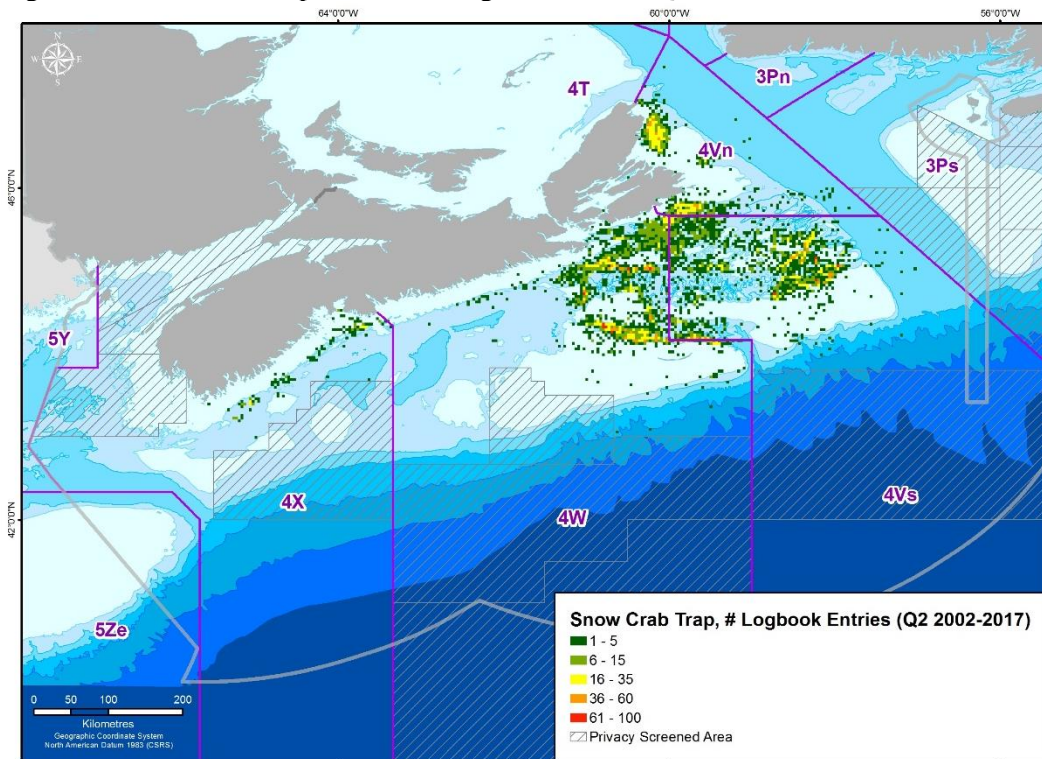 64°0'0"W
60°0'0"W
56°0'0"W
N
W E
S
4T
3Pn
4Vn
3Ps
46°0'0"N
5Y
4X
4W
4Vs
42°0'0"N
5Ze
Snow Crab Trap, # Logbook Entries (Q2 2002-2017)
1 - 5
6 - 15
16 - 35
36 - 60
61 - 100
Privacy Screened Area
0 50 100 200
Kilometres
Geographic Coordinate System
North American Datum 1983 (CSRS)